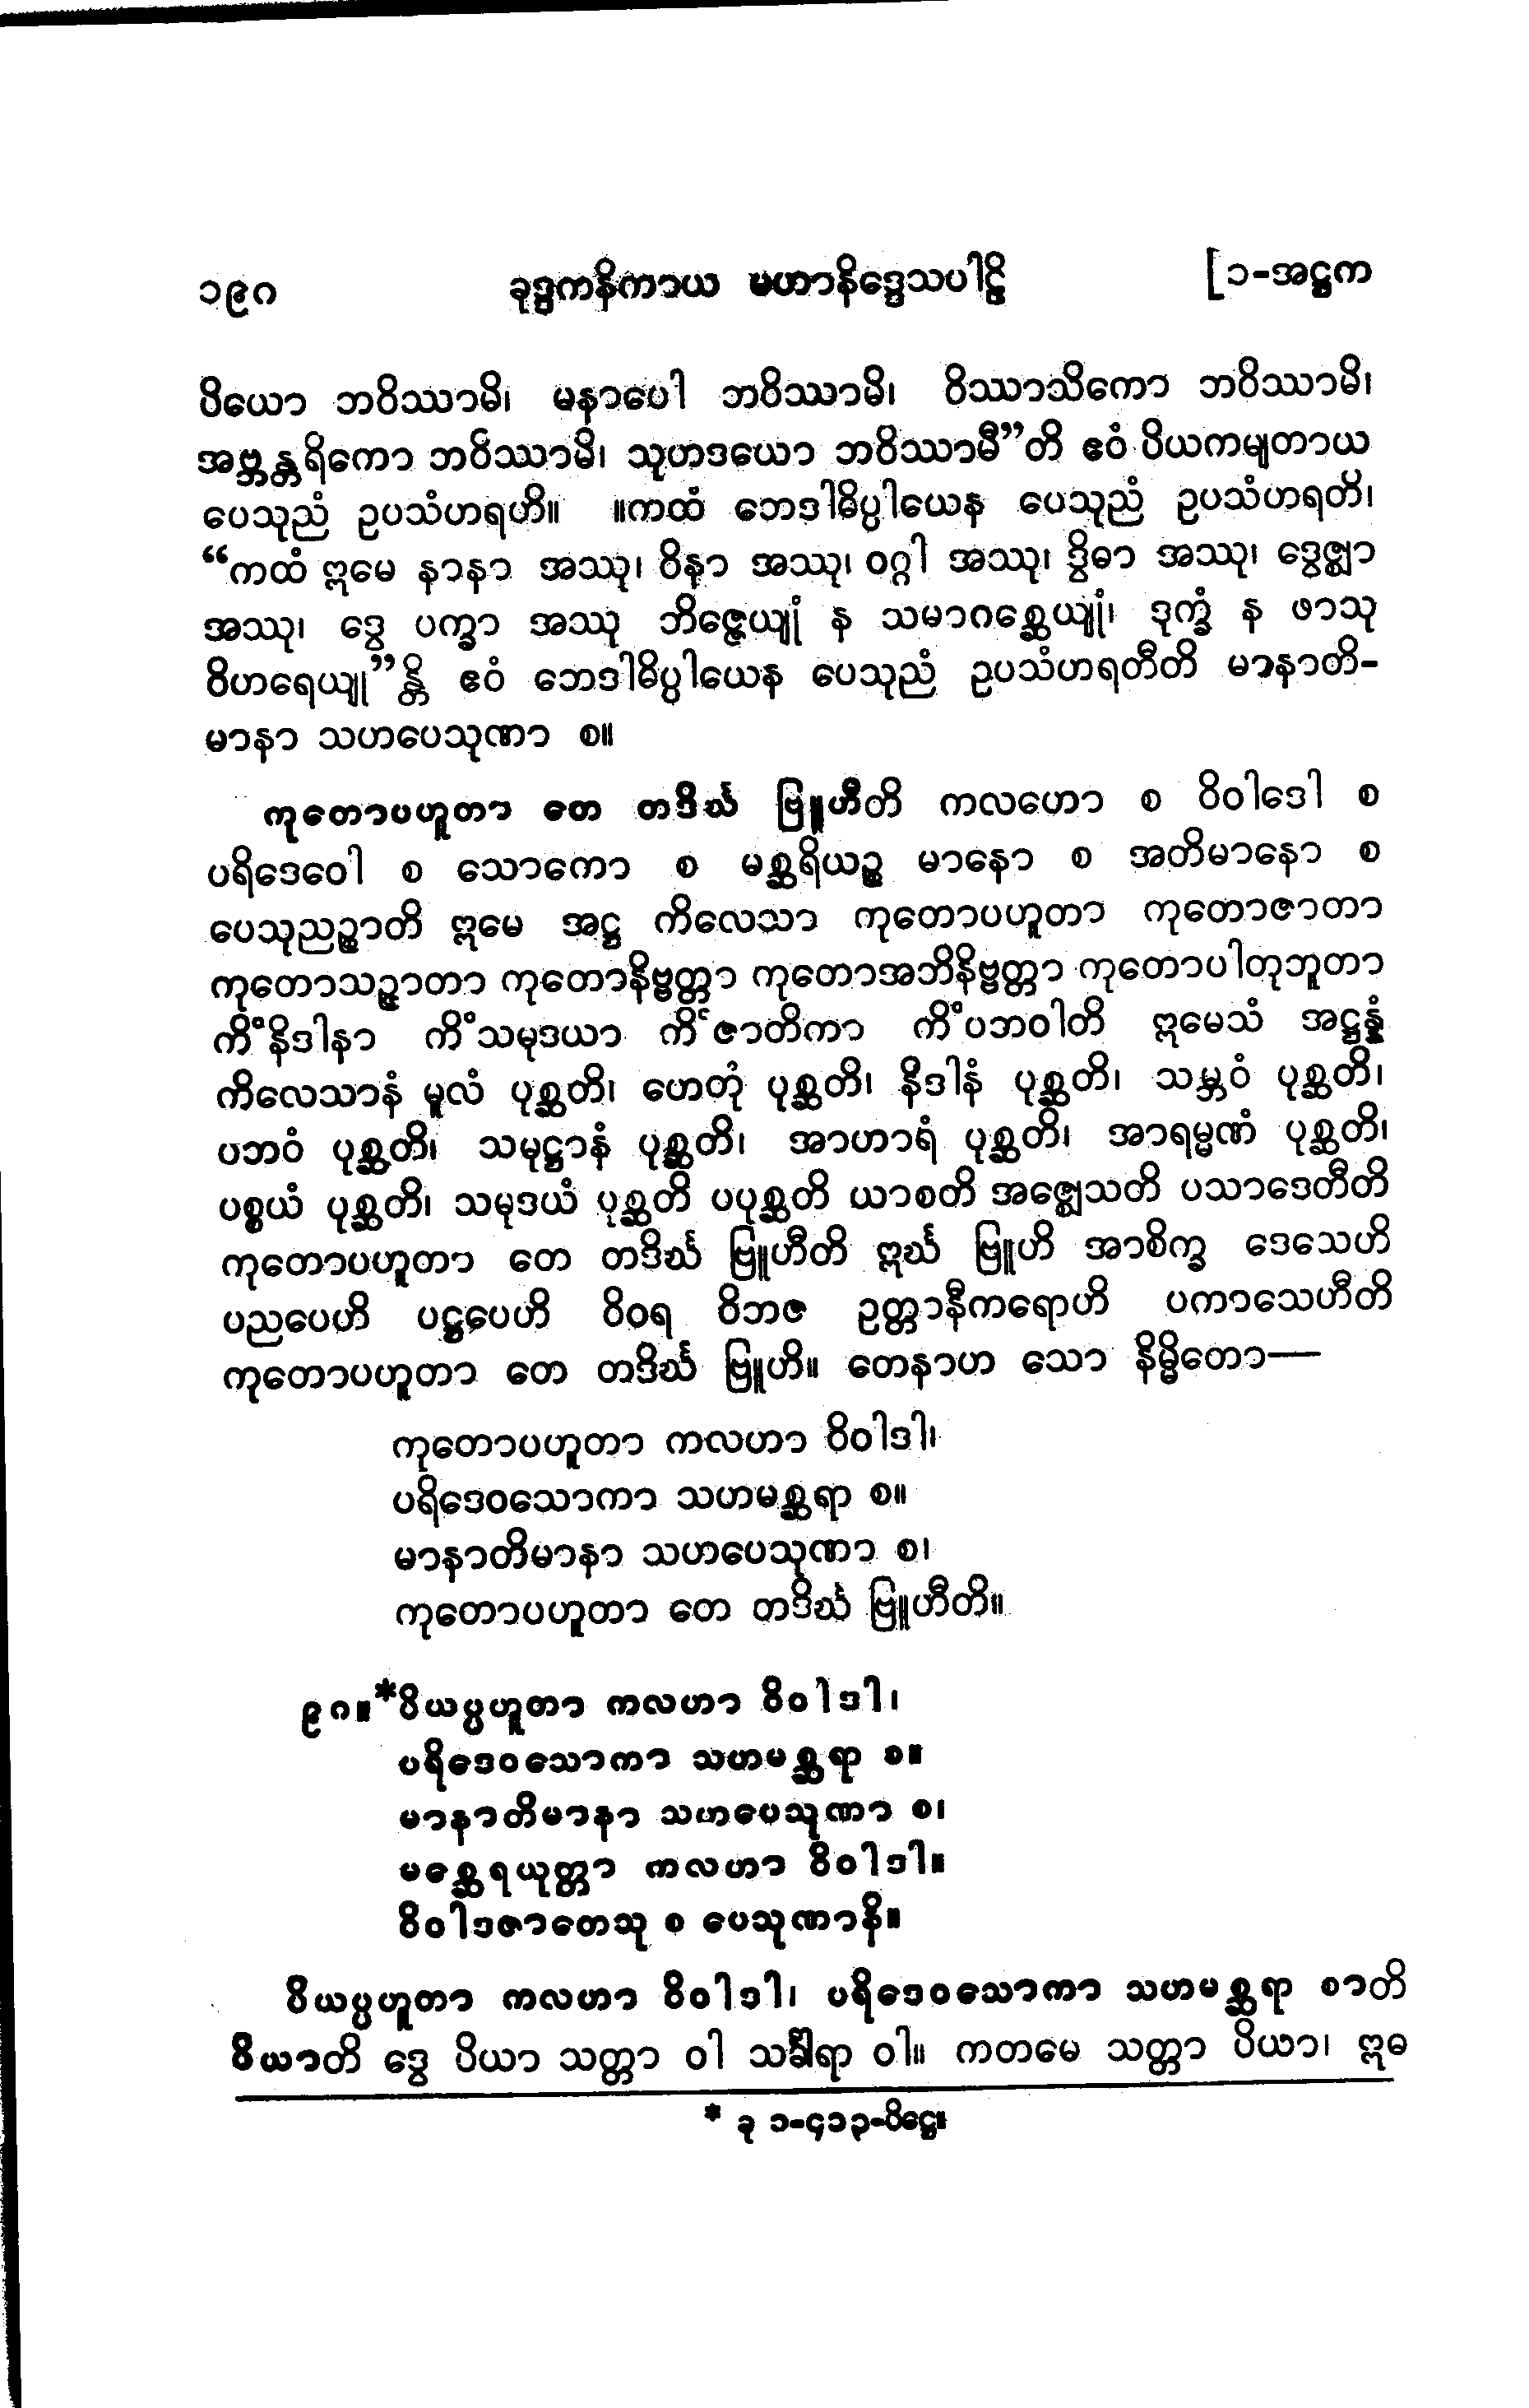 ၁၉ဂ ခုဒ္ဒကနိကာယ မဟာနိဒ္ဒေသပါဠိ [၁-အဋ္ဌက
ပိယော ဘဝိဿာမိ၊ မနာပေါ ဘဝိဿာမိ၊ ဝိဿာသိကော ဘဝိဿာမိ၊
အဗ္ဘန္တရိကော ဘဝိဿာမိ၊ သုဟဒယော ဘဝိဿာမီ”တိ ဧဝံ ပိယကမျတာယ
ပေသုညံ ဥပသံဟရဟိ။ ။ကထံ ဘေဒါဓိပ္ပါယေန ပေသုညံ ဥပသံဟရတိ၊
“ကထံ ဣမေ နာနာ အဿု၊ ဝိနာ အဿု၊ ဝဂ္ဂါ အဿု၊ ဒွိဓာ အဿု၊ ဒွေဇ္ဈာ
အဿု၊ ဒွေ ပက္ခာ အဿု ဘိဇ္ဇေယျုံ န သမာဂစ္ဆေယျုံ၊ ဒုက္ခံ န ဖာသု
ဝိဟရေယျု”န္တိ ဧဝံ ဘေဒါဓိပ္ပါယေန ပေသုညံ ဥပသံဟရတီတိ မာနာတိ-
မာနာ သဟပေသုဏာ စ။
ကုတောပဟူတာ တေ တဒိင်္ဃ ဗြူဟီတိ ကလဟော စ ဝိဝါဒေါ စ
ပရိဒေဝေါ စ သောကော စ မစ္ဆရိယဉ္စ မာနော စ အတိမာနော စ
ပေသုညဉ္စာတိ ဣမေ အဋ္ဌ ကိလေသာ ကုတောပဟူတာ ကုတောဇာတာ
ကုတောသဉ္ဇာတာ ကုတောနိဗ္ဗတ္တာ ကုတောအဘိနိဗ္ဗတ္တာ ကုတောပါတုဘူတာ
ကိံနိဒါနာ ကိံသမုဒယာ ကိံဇာတိကာ ကိံပဘဝါတိ ဣမေသံ အဋ္ဌန္နံ
ကိလေသာနံ မူလံ ပုစ္ဆတိ၊ ဟေတုံ ပုစ္ဆတိ၊ နိဒါနံ ပုစ္ဆတိ၊ သမ္ဘဝံ ပုစ္ဆတိ၊
ပဘဝံ ပုစ္ဆတိ၊ သမုဋ္ဌာနံ ပုစ္ဆတိ၊ အာဟာရံ ပုစ္ဆတိ၊ အာရမ္မဏံ ပုစ္ဆတိ၊
ပစ္စယံ ပုစ္ဆတိ၊ သမုဒယံ ပုစ္ဆတိ ပပုစ္ဆတိ ယာစတိ အဇ္ဈေသတိ ပသာဒေတီတိ
ကုတောပဟူတာ တေ တဒိင်္ဃ ဗြူဟီတိ ဣင်္ဃ ဗြူဟိ အာစိက္ခ ဒေသေဟိ
ပညပေဟိ ပဋ္ဌပေဟိ ဝိဝရ ဝိဘဇ ဥတ္တာနီကရောဟိ ပကာသေဟီတိ
ကုတောပဟူတာ တေ တဒိင်္ဃ ဗြူဟိ။ တေနာဟ သော နိမ္မိတော—
ကုတောပဟူတာ ကလဟာ ဝိဝါဒါ၊
ပရိဒေဝသောကာ သဟမစ္ဆရာ စ။
မာနာတိမာနာ သဟပေသုဏာ စ၊
ကုတောပဟူတာ တေ တဒိင်္ဃ ဗြူဟီတိ။
၉ဂ။*ပိယပ္ပဟူတာ ကလဟာ ဝိဝါဒါ၊
ပရိဒေဝသောကာ သဟမစ္ဆရာ စ။
မာနာတိမာနာ သဟပေသုဏာ စ၊
မစ္ဆေရယုတ္တာ ကလဟာ ဝိဝါဒါ။
ဝိဝါဒဇာတေသု စ ပေသုဏာနိ။
ပိယပ္ပဟူတာ ကလဟာ ဝိဝါဒါ၊ ပရိဒေဝသောကာ သဟမစ္ဆရာ စာတိ
ပိယာတိ ဒွေ ပိယာ သတ္တာ ဝါ သင်္ခါရာ ဝါ။ ကတမေ သတ္တာ ပိယာ၊ ဣဓ
* ခု ၁-၄၁၃-ပိဋ္ဌေ။